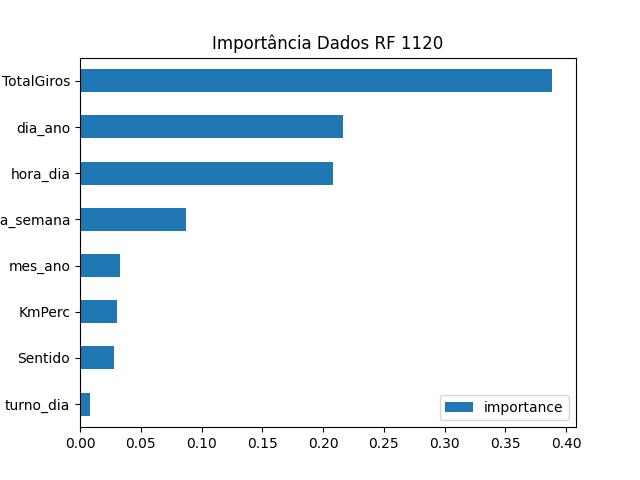 Importância Dados RF 1120
TotalGiros
dia_ano
hora_dia
a_semana
mes_ano
KmPerc
Sentido
turno_dia
importance
0.00 0.05 0.10 0.15 0.20 0.25 0.30 0.35 0.40